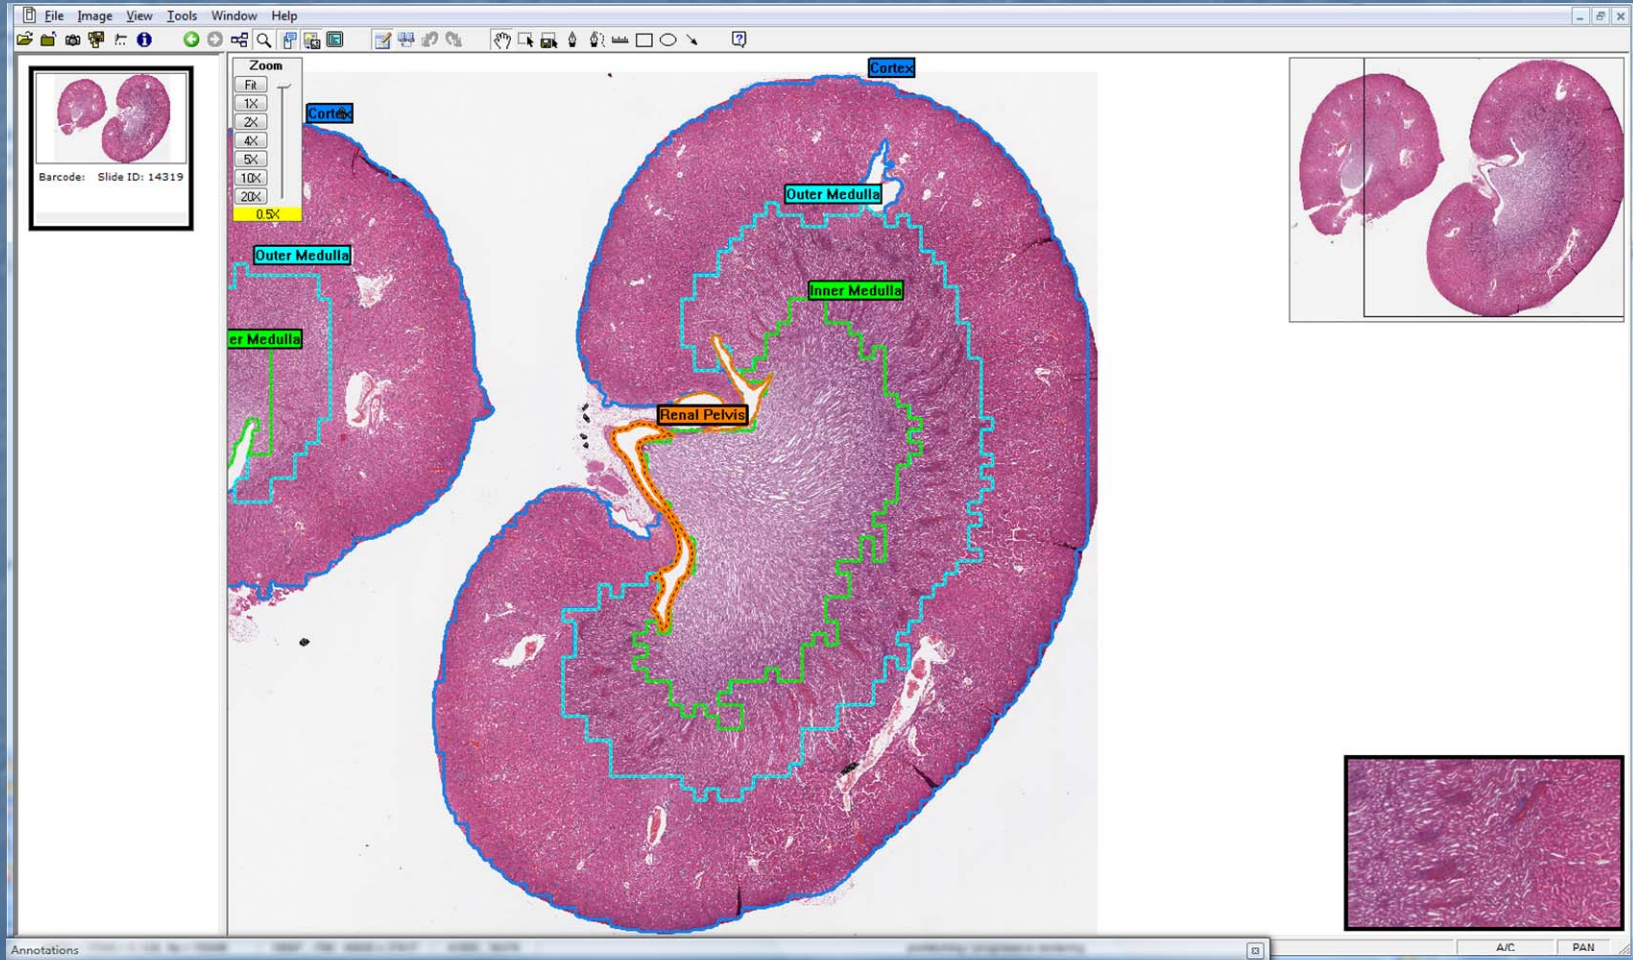 File Image View Tools Window Help
Barcode: Slide ID: 14319
Zoom
Fit
1X
2X
4X
5X
10X
20X
0.5X
Cortex
Cortex
Outer Medulla
Outer Medulla
Inner Medulla
er Medulla
Renal Pelvis
Annotations
A/C PAN